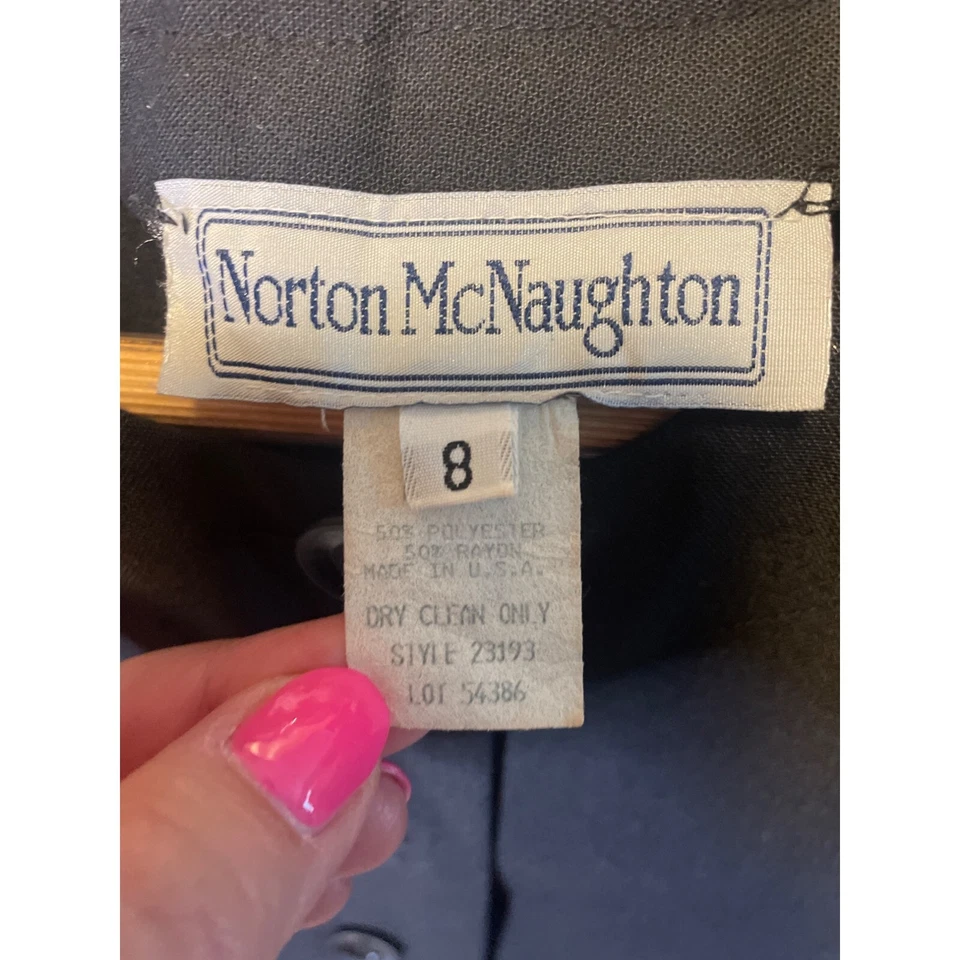 Norton McNaughton
8
50% POLYESTER
50% RAYON
MADE IN U.S.A.
DRY CLEAN ONLY
STYLE 23193
LOT 54386